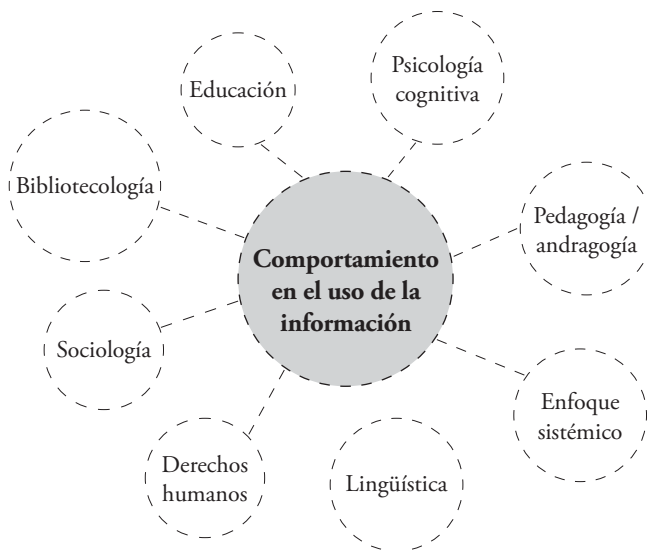 Psicología
cognitiva
Educación
Bibliotecología
Pedagogía /
andragogía
Comportamiento
en el uso de la
información
Sociología
Enfoque
sistémico
Derechos
humanos
Lingüística